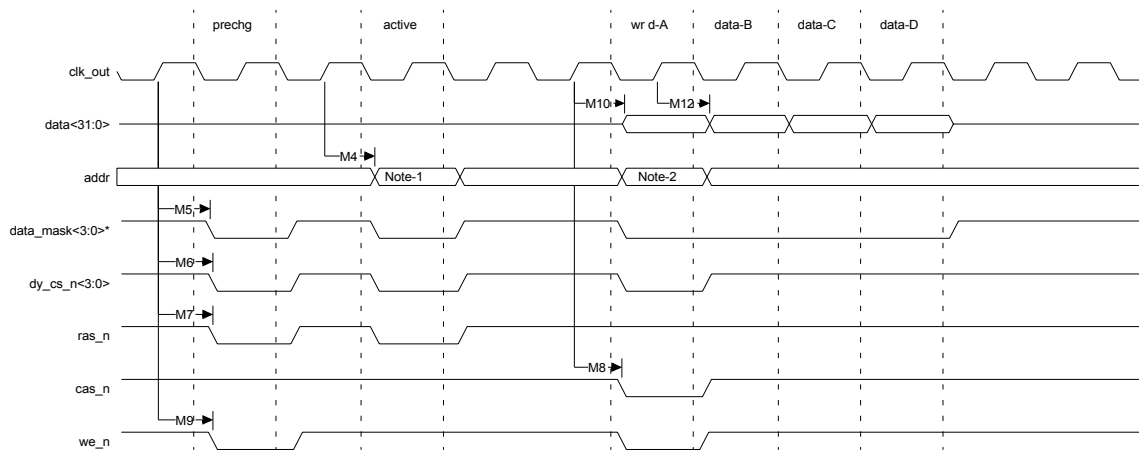 prechg active wr d-A data-B data-C data-D
clk_out
M10 M12
data<31:0>
M4
addr Note-1 Note-2
M5
data_mask<3:0>*
M6
dy_cs_n<3:0>
M7
ras_n
M8
cas_n
M9
we_n